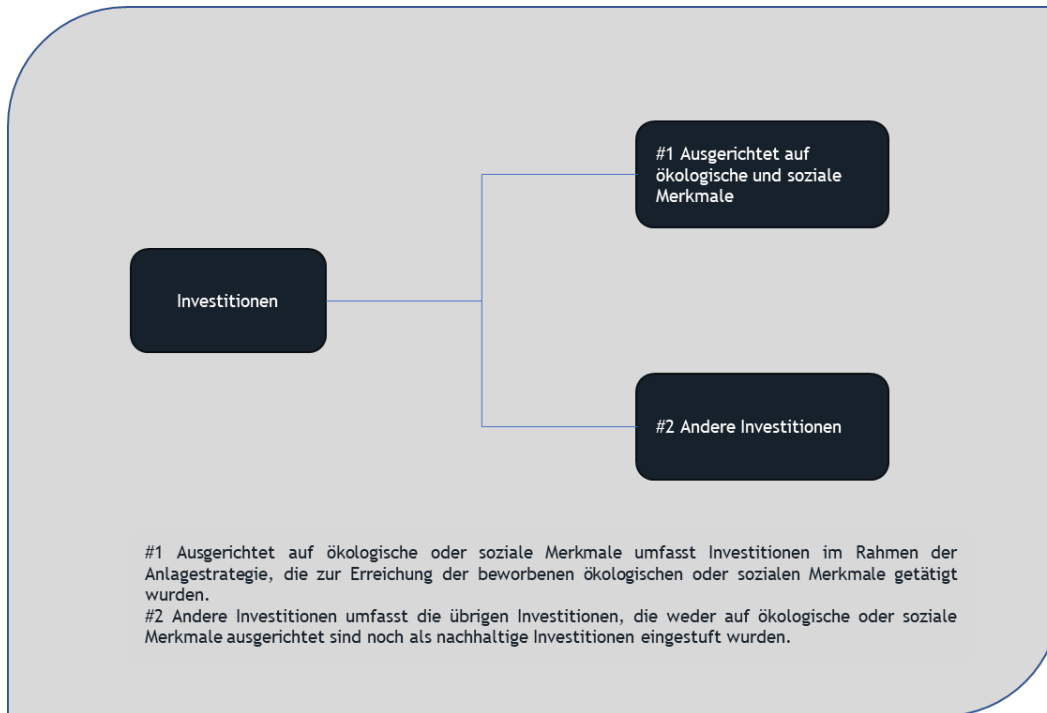 #1 Ausgerichtet auf
ökologische und soziale
Merkmale
Investitionen
#2 Andere Investitionen
#1 Ausgerichtet auf ökologische oder soziale Merkmale umfasst Investitionen im Rahmen der
Anlagestrategie, die zur Erreichung der beworbenen ökologischen oder sozialen Merkmale getätigt
wurden.
#2 Andere Investitionen umfasst die übrigen Investitionen, die weder auf ökologische oder soziale
Merkmale ausgerichtet sind noch als nachhaltige Investitionen eingestuft wurden.